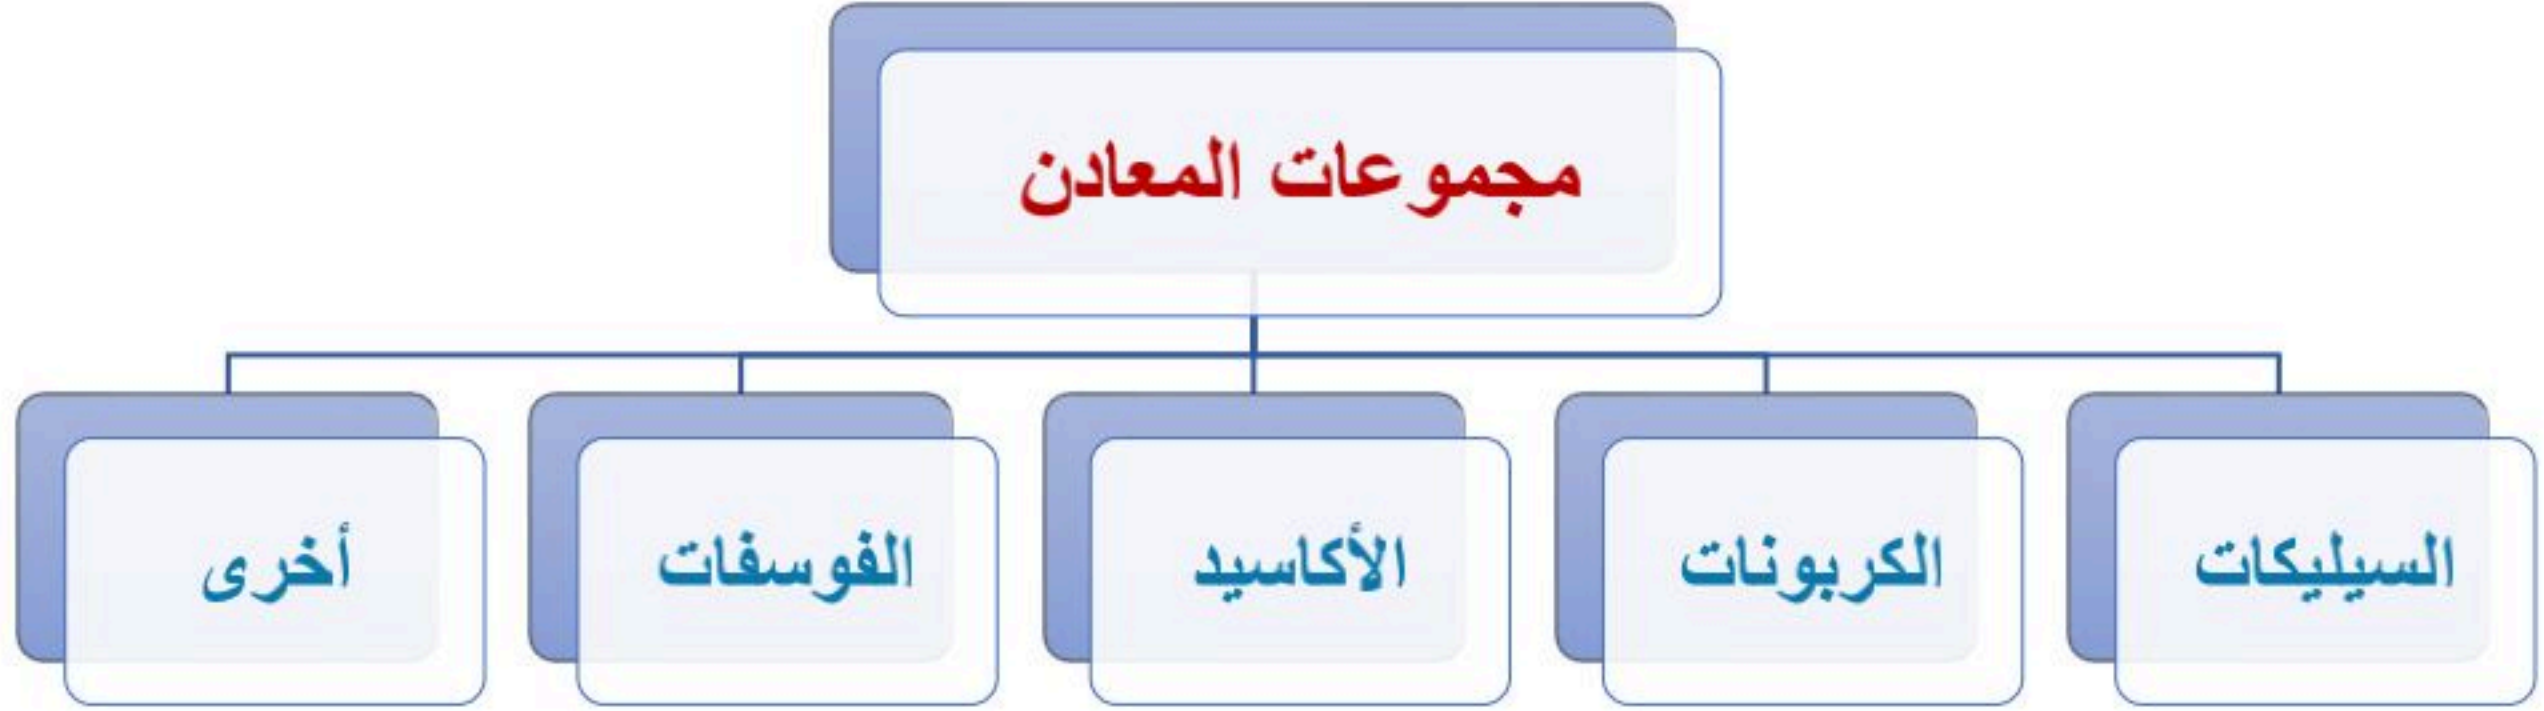 مجموعات المعادن
السيليكات
الكربونات
الأكاسيد
الفوسفات
أخرى